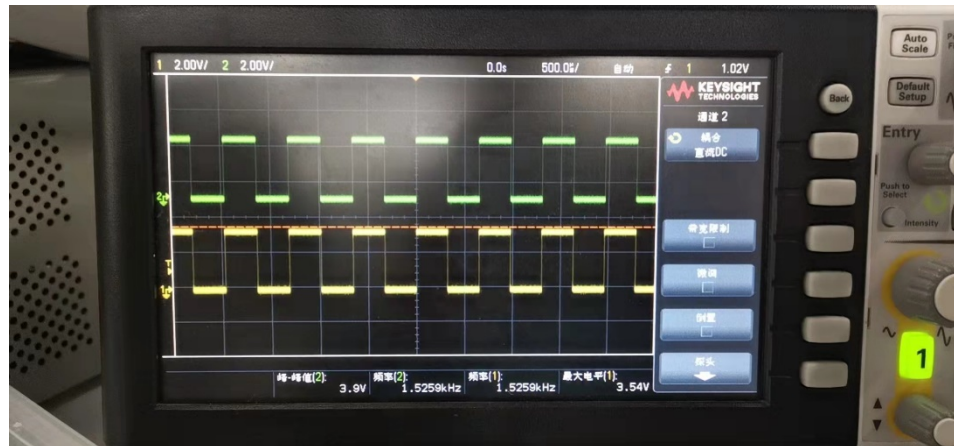 1 2.00V/ 2 2.00V/ 0.0s 500.0µ/ 自动 1 1.02V
KEYSIGHT
TECHNOLOGIES
通道 2
耦合
直流DC
带宽限制
微调
倒置
探头
2
T
1
峰-峰值(2):
3.9V
频率(2):
1.5259kHz
频率(1):
1.5259kHz
最大电平(1):
3.54V
Back
Auto
Scale
Default
Setup
Entry
Push to
Select
Intensity
1